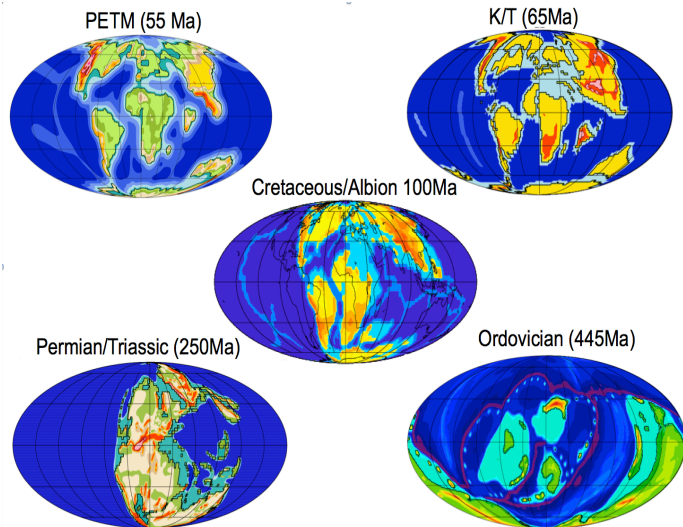 PETM (55 Ma)
K/T (65Ma)
Cretaceous/Albion 100Ma
Permian/Triassic (250Ma)
Ordovician (445Ma)